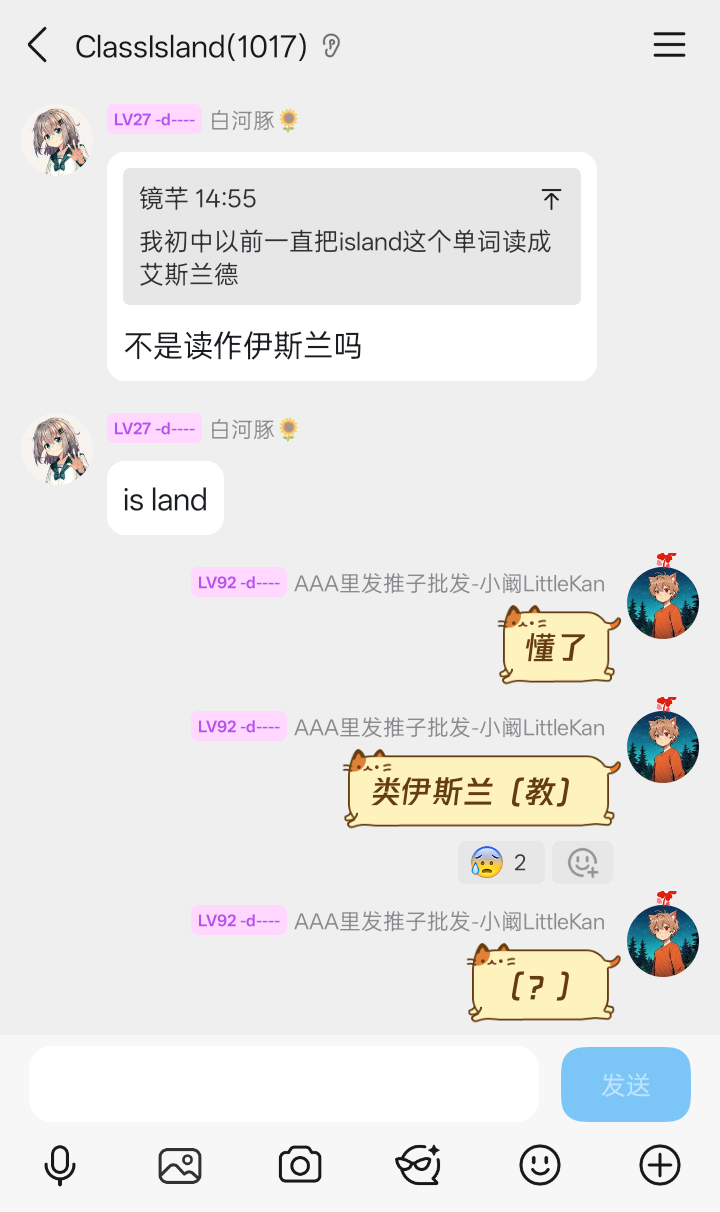 ClassIsland(1017)
LV27 -d---- 白河豚🌻
镜芊 14:55
我初中以前一直把island这个单词读成
艾斯兰德
不是读作伊斯兰吗
LV27 -d---- 白河豚🌻
is land
LV92 -d---- AAA里发推子批发-小阚LittleKan
懂了
LV92 -d---- AAA里发推子批发-小阚LittleKan
类伊斯兰（教）
😰 2
LV92 -d---- AAA里发推子批发-小阚LittleKan
（？）
发送